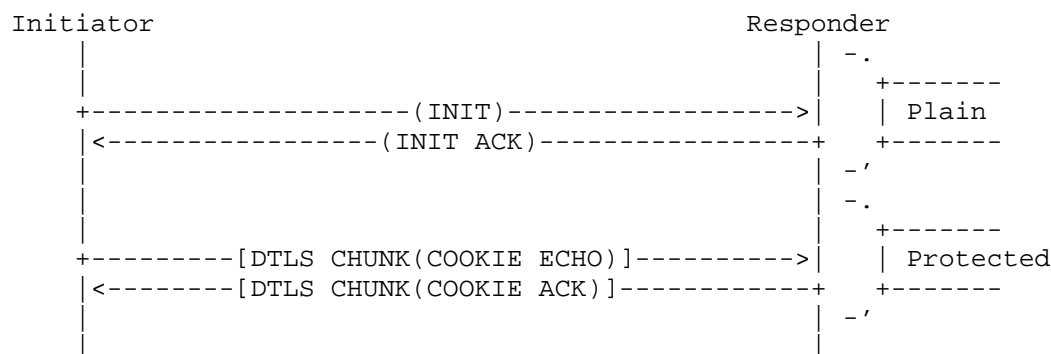 Initiator Responder
(INIT) Plain
(INIT ACK)
[DTLS CHUNK(COOKIE ECHO)] Protected
[DTLS CHUNK(COOKIE ACK)]